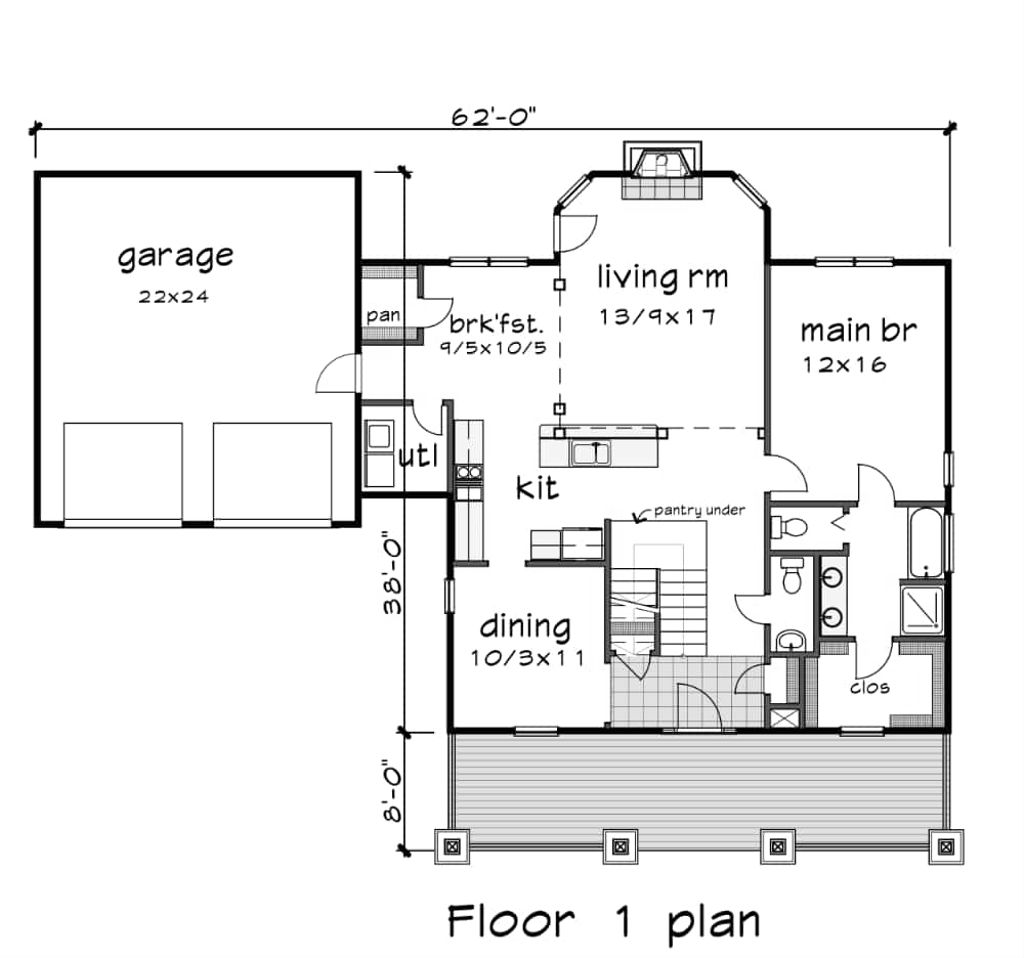 62'-0"
garage
22x24
living rm
13/9x17
pan
brk'fst.
9/5x10/5
main br
12x16
utl
kit
pantry under
38'-0"
dining
10/3x11
clos
8'-0"
Floor 1 plan